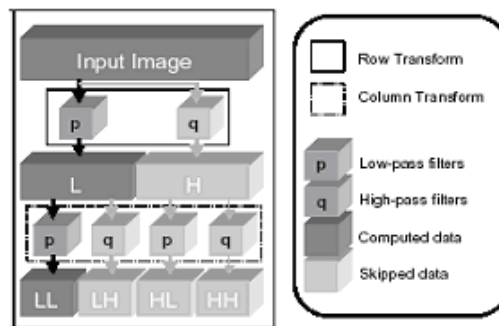 Input Image
p q
L H
p q p q
LL LH HL HH
Row Transform
Column Transform
p Low-pass filters
q High-pass filters
Computed data
Skipped data